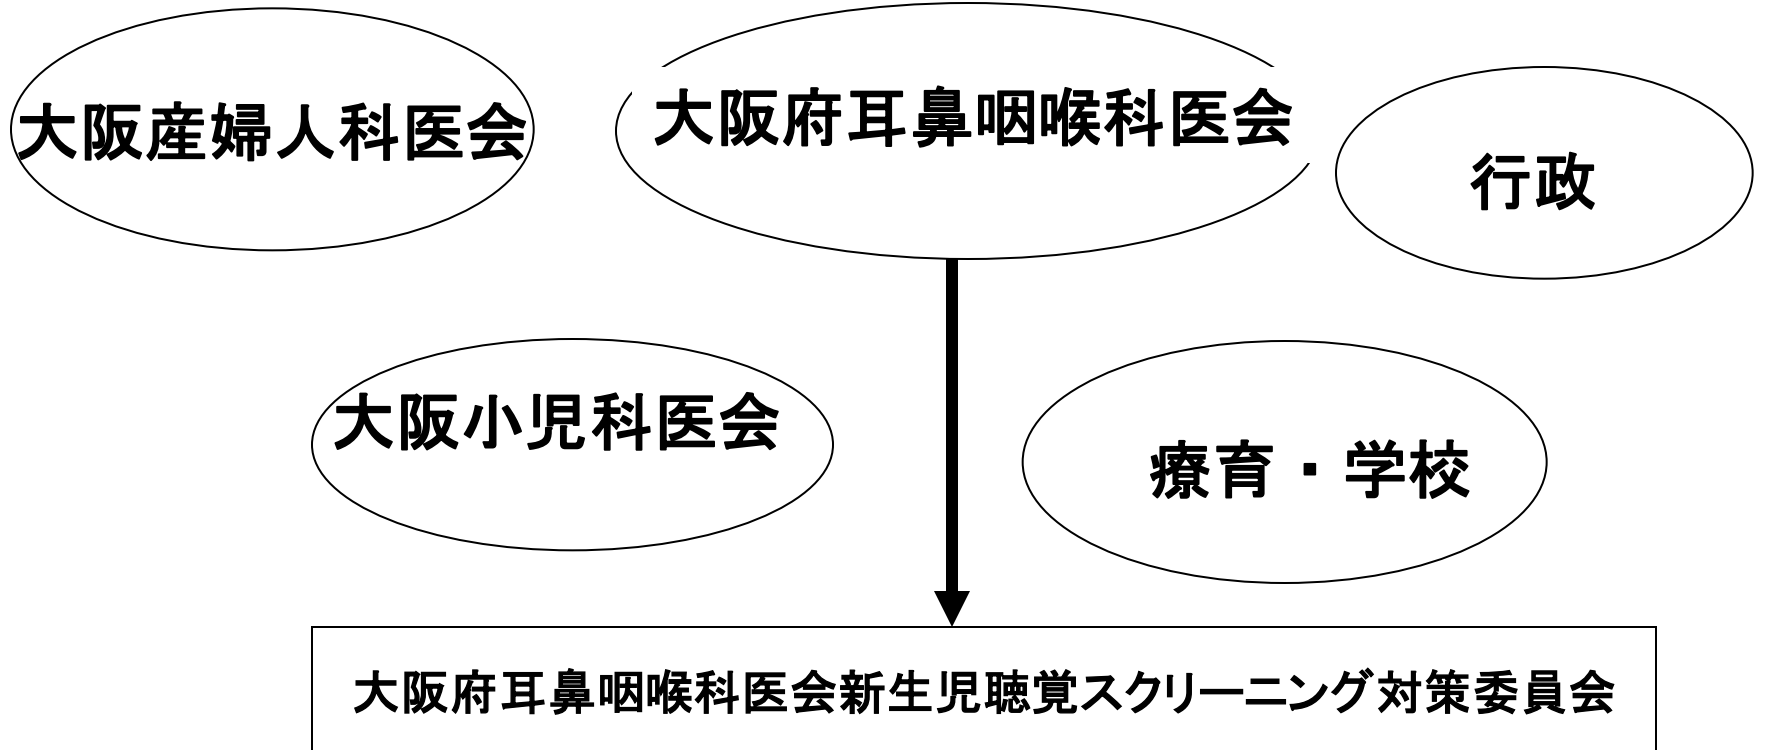 大阪産婦人科医会
大阪府耳鼻咽喉科医会
行政
大阪小児科医会
療育・学校
大阪府耳鼻咽喉科医会新生児聴覚スクリーニング対策委員会